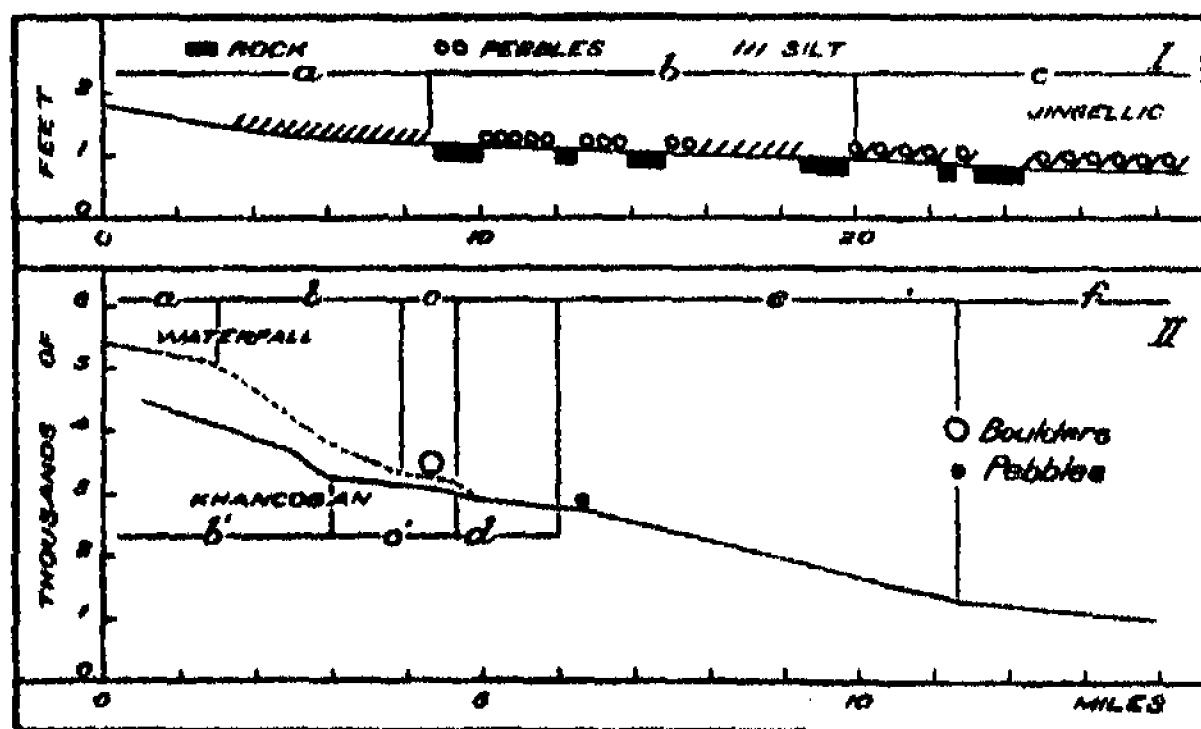 ROCK PEBBLES /// SILT
a b c I
JINGELLIC
FEET
2
1
0
0 10 20
a b c e f
WATERFALL II
6
5
4
3
2
1
0
THOUSANDS OF
Boulders
Pebbles
KHANCOBAN
b' c' d
0 5 10 MILES